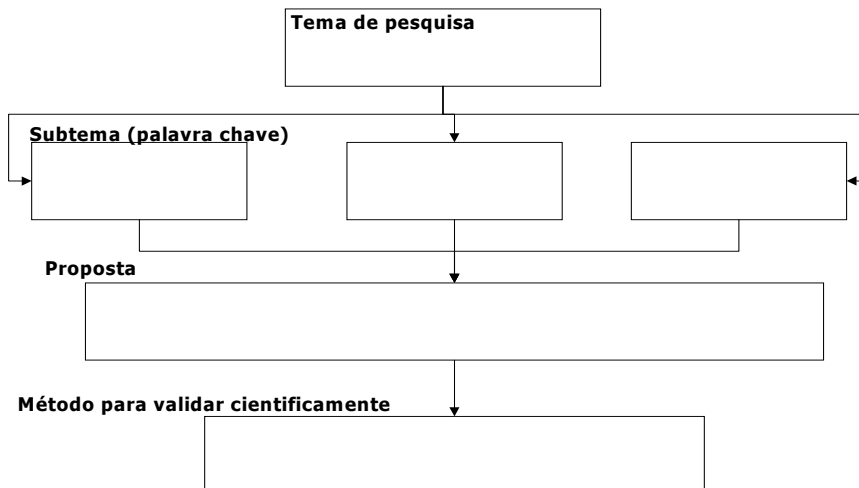 Tema de pesquisa
Subtema (palavra chave)
Proposta
Método para validar cientificamente